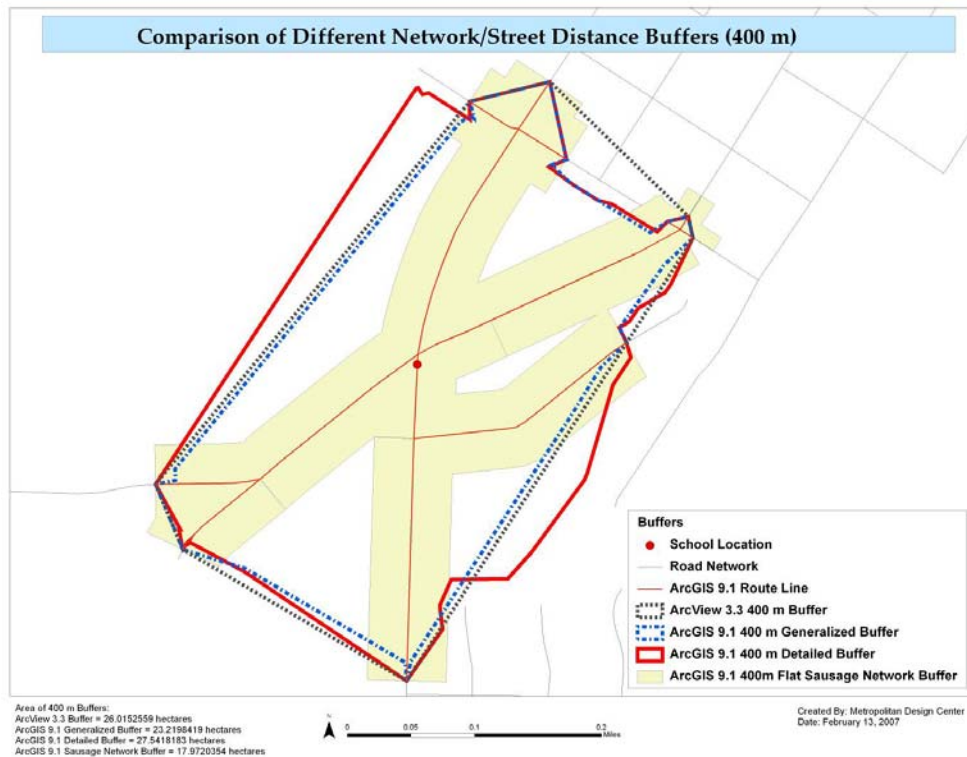 Comparison of Different Network/Street Distance Buffers (400 m)
Buffers
School Location
Road Network
ArcGIS 9.1 Route Line
ArcView 3.3 400 m Buffer
ArcGIS 9.1 400 m Generalized Buffer
ArcGIS 9.1 400 m Detailed Buffer
ArcGIS 9.1 400m Flat Sausage Network Buffer
Area of 400 m Buffers:
ArcView 3.3 Buffer = 26.0152559 hectares
ArcGIS 9.1 Generalized Buffer = 23.2198419 hectares
ArcGIS 9.1 Detailed Buffer = 27.5418183 hectares
ArcGIS 9.1 Sausage Network Buffer = 17.9720354 hectares
N
0 0.05 0.1 0.2
Miles
Created By: Metropolitan Design Center
Date: February 13, 2007